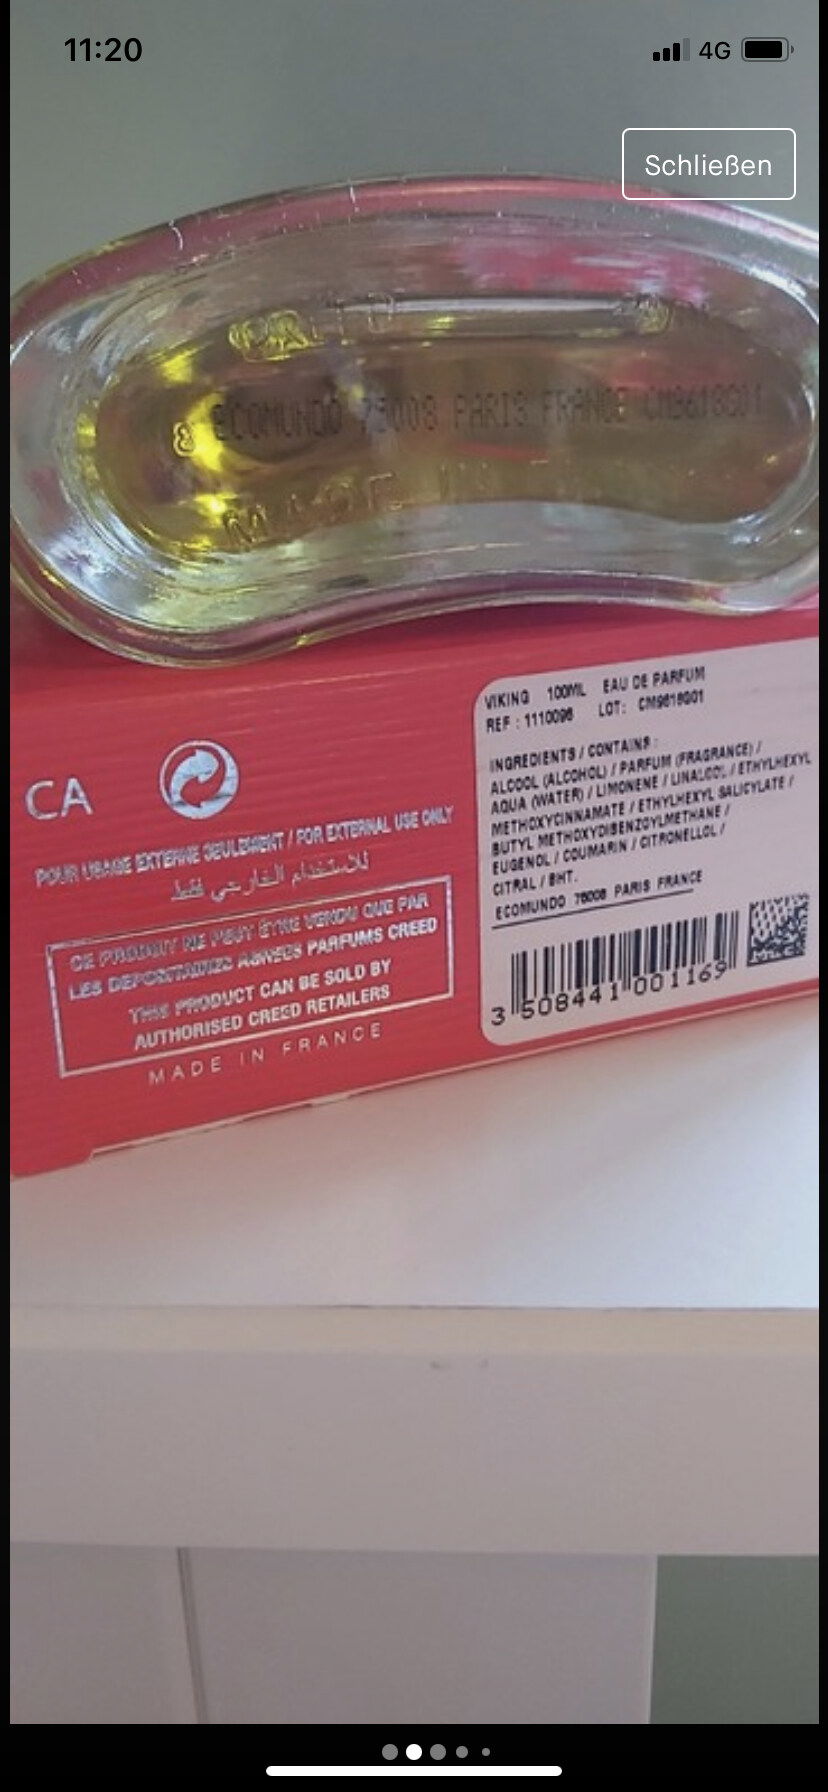 11:20
4G
Schließen
ECOMUNDO 75008 PARIS FRANCE
MADE IN
VIKING 100ML EAU DE PARFUM
REF : 1110096 LOT:
INGREDIENTS / CONTAINS :
ALCOOL (ALCOHOL) / PARFUM (FRAGRANCE) /
AQUA (WATER) / LIMONENE / LINALOOL / ETHYLHEXYL
METHOXYCINNAMATE / ETHYLHEXYL SALICYLATE /
BUTYL METHOXYDIBENZOYLMETHANE /
EUGENOL / COUMARIN / CITRONELLOL /
CITRAL / BHT.
ECOMUNDO 75008 PARIS FRANCE
3 508441 001169
CA
POUR USAGE EXTERNE SEULEMENT / FOR EXTERNAL USE ONLY
للاستخدام الخارجي فقط
CE PRODUIT NE PEUT ÊTRE VENDU QUE PAR
LES DEPOSITAIRES AGREES PARFUMS CREED
THIS PRODUCT CAN BE SOLD BY
AUTHORISED CREED RETAILERS
MADE IN FRANCE